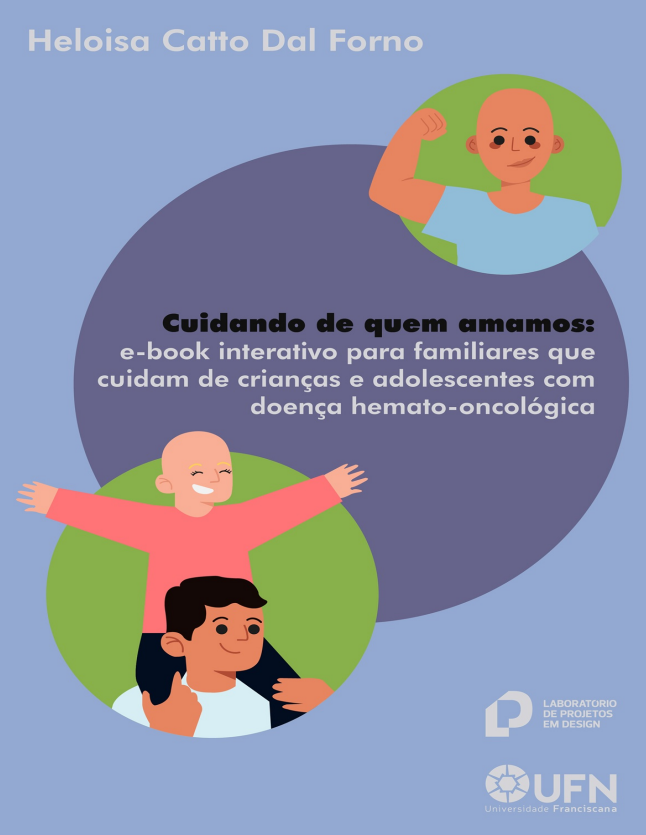 Heloisa Catto Dal Forno
Cuidando de quem amamos:
e-book interativo para familiares que
cuidam de crianças e adolescentes com
doença hemato-oncológica
LABORATORIO
DE PROJETOS
EM DESIGN
UFN
Universidade Franciscana